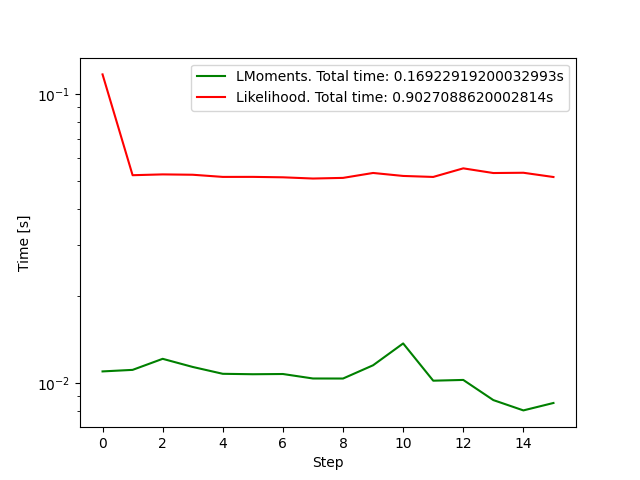 LMoments. Total time: 0.16922919200032993s
Likelihood. Total time: 0.9027088620002814s
10⁻¹
10⁻²
Time [s]
0 2 4 6 8 10 12 14
Step